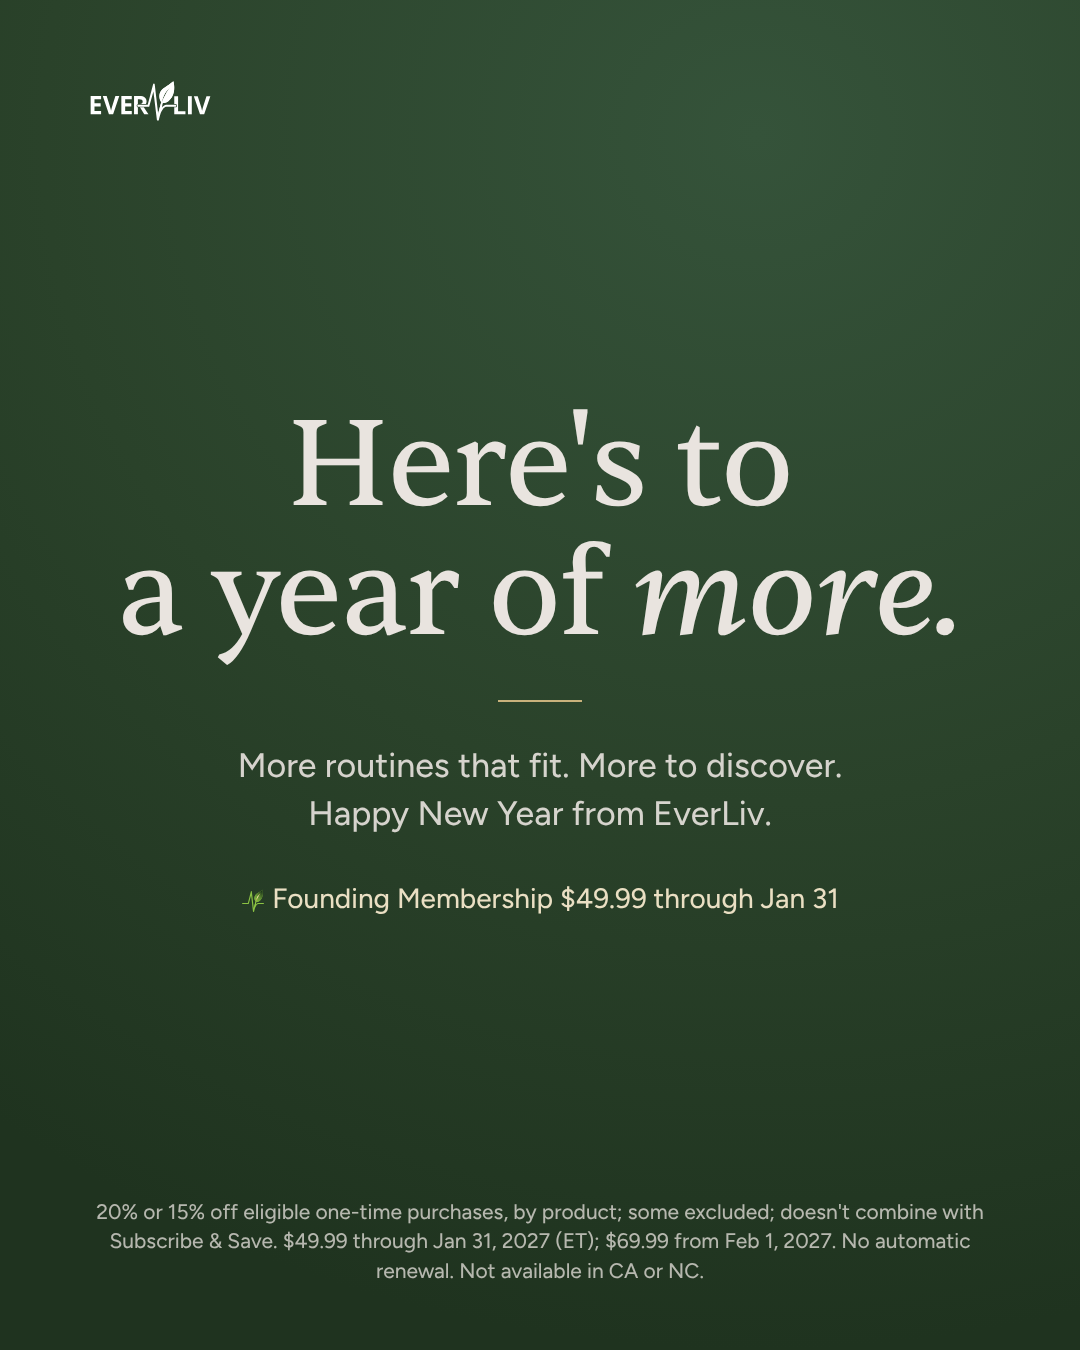 EVERLIV
Here's to
a year of more.
More routines that fit. More to discover.
Happy New Year from EverLiv.
Founding Membership $49.99 through Jan 31
20% or 15% off eligible one-time purchases, by product; some excluded; doesn't combine with
Subscribe & Save. $49.99 through Jan 31, 2027 (ET); $69.99 from Feb 1, 2027. No automatic
renewal. Not available in CA or NC.